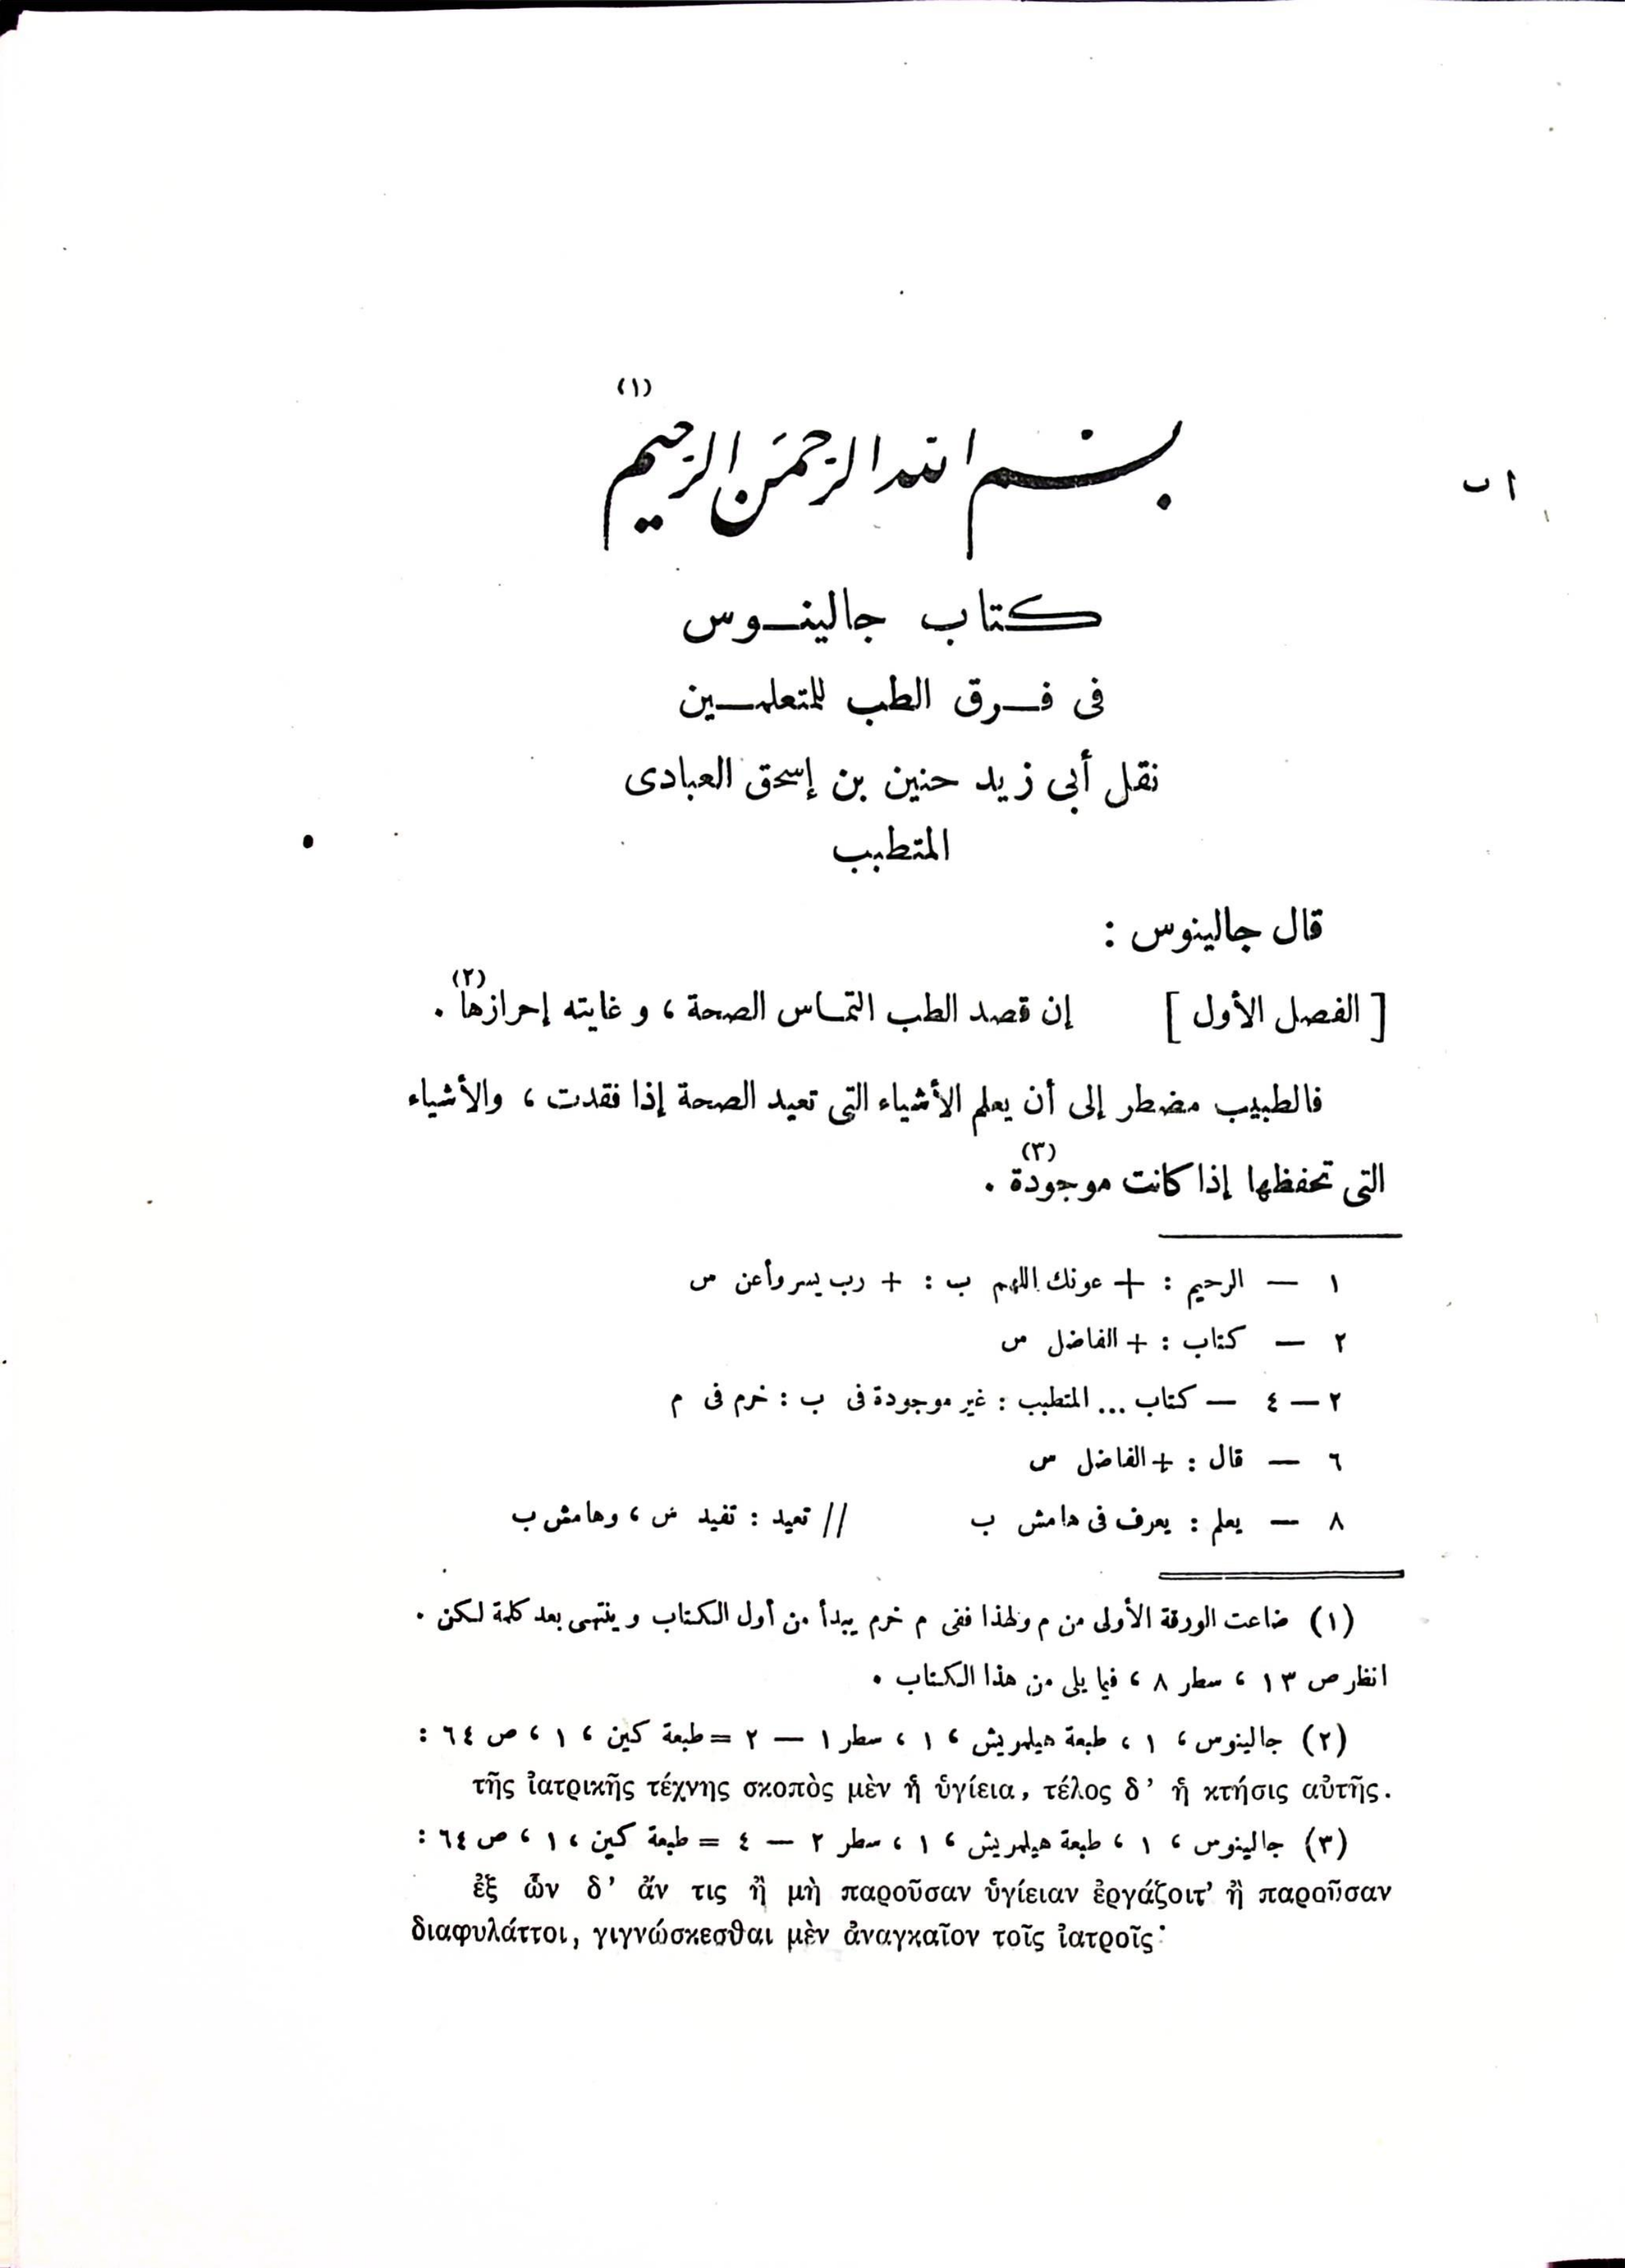 (١)
بسم الله الرحمن الرحيم
ا ب
كتاب جالينوس
فى فرق الطب للمتعلمين
نقل أبى زيد حنين بن إسحق العبادى
المتطبب
قال جالينوس :
[ الفصل الأول ] إن قصد الطب التماس الصحة ، وغايته إحرازها (٢) .
فالطبيب مضطر إلى أن يعلم الأشياء التى تعيد الصحة إذا فقدت ، والأشياء
التى تحفظها إذا كانت موجودة (٣) .
١ — الرحيم : + عونك اللهم ب : + رب يسر وأعن س
٢ — كتاب : + الفاضل س
٢ — ٤ — كتاب ... المتطبب : غير موجودة فى ب : خرم فى م
٦ — قال : + الفاضل س
٨ — يعلم : يعرف فى هامش ب // تعيد : تفيد س ، وهامش ب
(١) ضاعت الورقة الأولى من م ولهذا ففى م خرم يبدأ من أول الكتاب وينتهى بعد كلمة لكن .
انظر ص ١٣ ، سطر ٨ ، فيما يلى من هذا الكتاب .
(٢) جالينوس ، ١ ، طبعة هيلمريش ، ١ ، سطر ١ — ٢ = طبعة كين ، ١ ، ص ٦٤ :
τῆς ἰατρικῆς τέχνης σκοπὸς μὲν ἡ ὑγίεια, τέλος δ’ ἡ κτῆσις αὐτῆς.
(٣) جالينوس ، ١ ، طبعة هيلمريش ، ١ ، سطر ٢ — ٤ = طبعة كين ، ١ ، ص ٦٤ :
ἐξ ὧν δ’ ἄν τις ἢ μὴ παροῦσαν ὑγίειαν ἐργάζοιτ’ ἢ παροῦσαν
διαφυλάττοι, γιγνώσκεσθαι μὲν ἀναγκαῖον τοῖς ἰατροῖς·